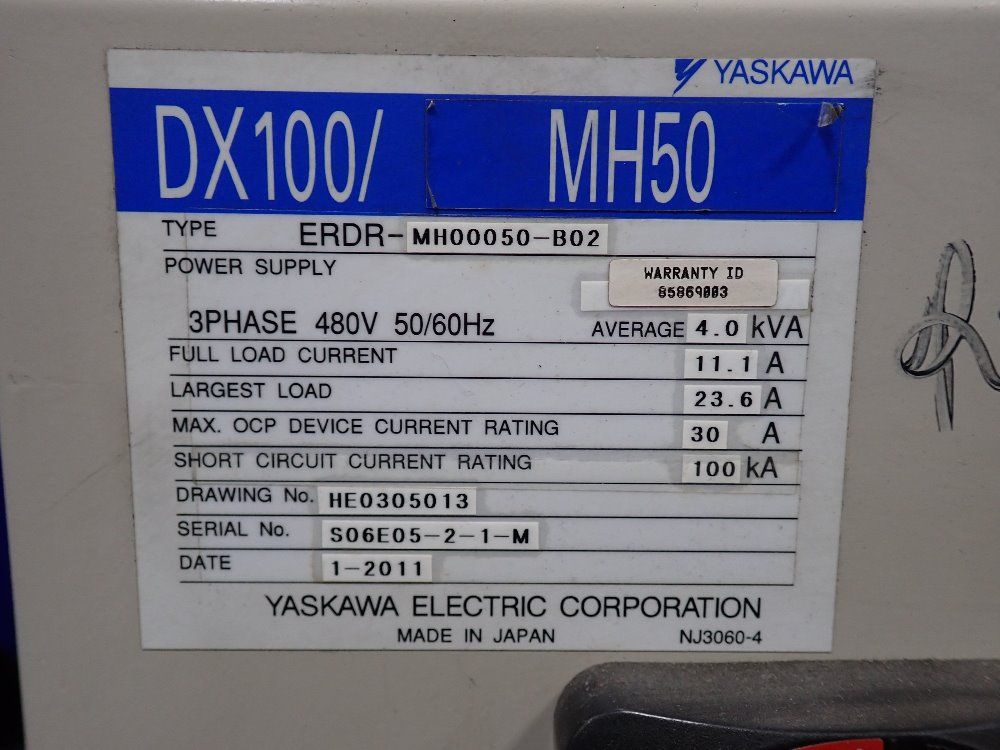 YASKAWA
DX100/ MH50
TYPE ERDR-MH00050-B02
POWER SUPPLY
WARRANTY ID
85869003
3PHASE 480V 50/60Hz AVERAGE 4.0 kVA
FULL LOAD CURRENT 11.1 A
LARGEST LOAD 23.6 A
MAX. OCP DEVICE CURRENT RATING 30 A
SHORT CIRCUIT CURRENT RATING 100 kA
DRAWING No. HE0305013
SERIAL No. S06E05-2-1-M
DATE 1-2011
YASKAWA ELECTRIC CORPORATION
MADE IN JAPAN NJ3060-4